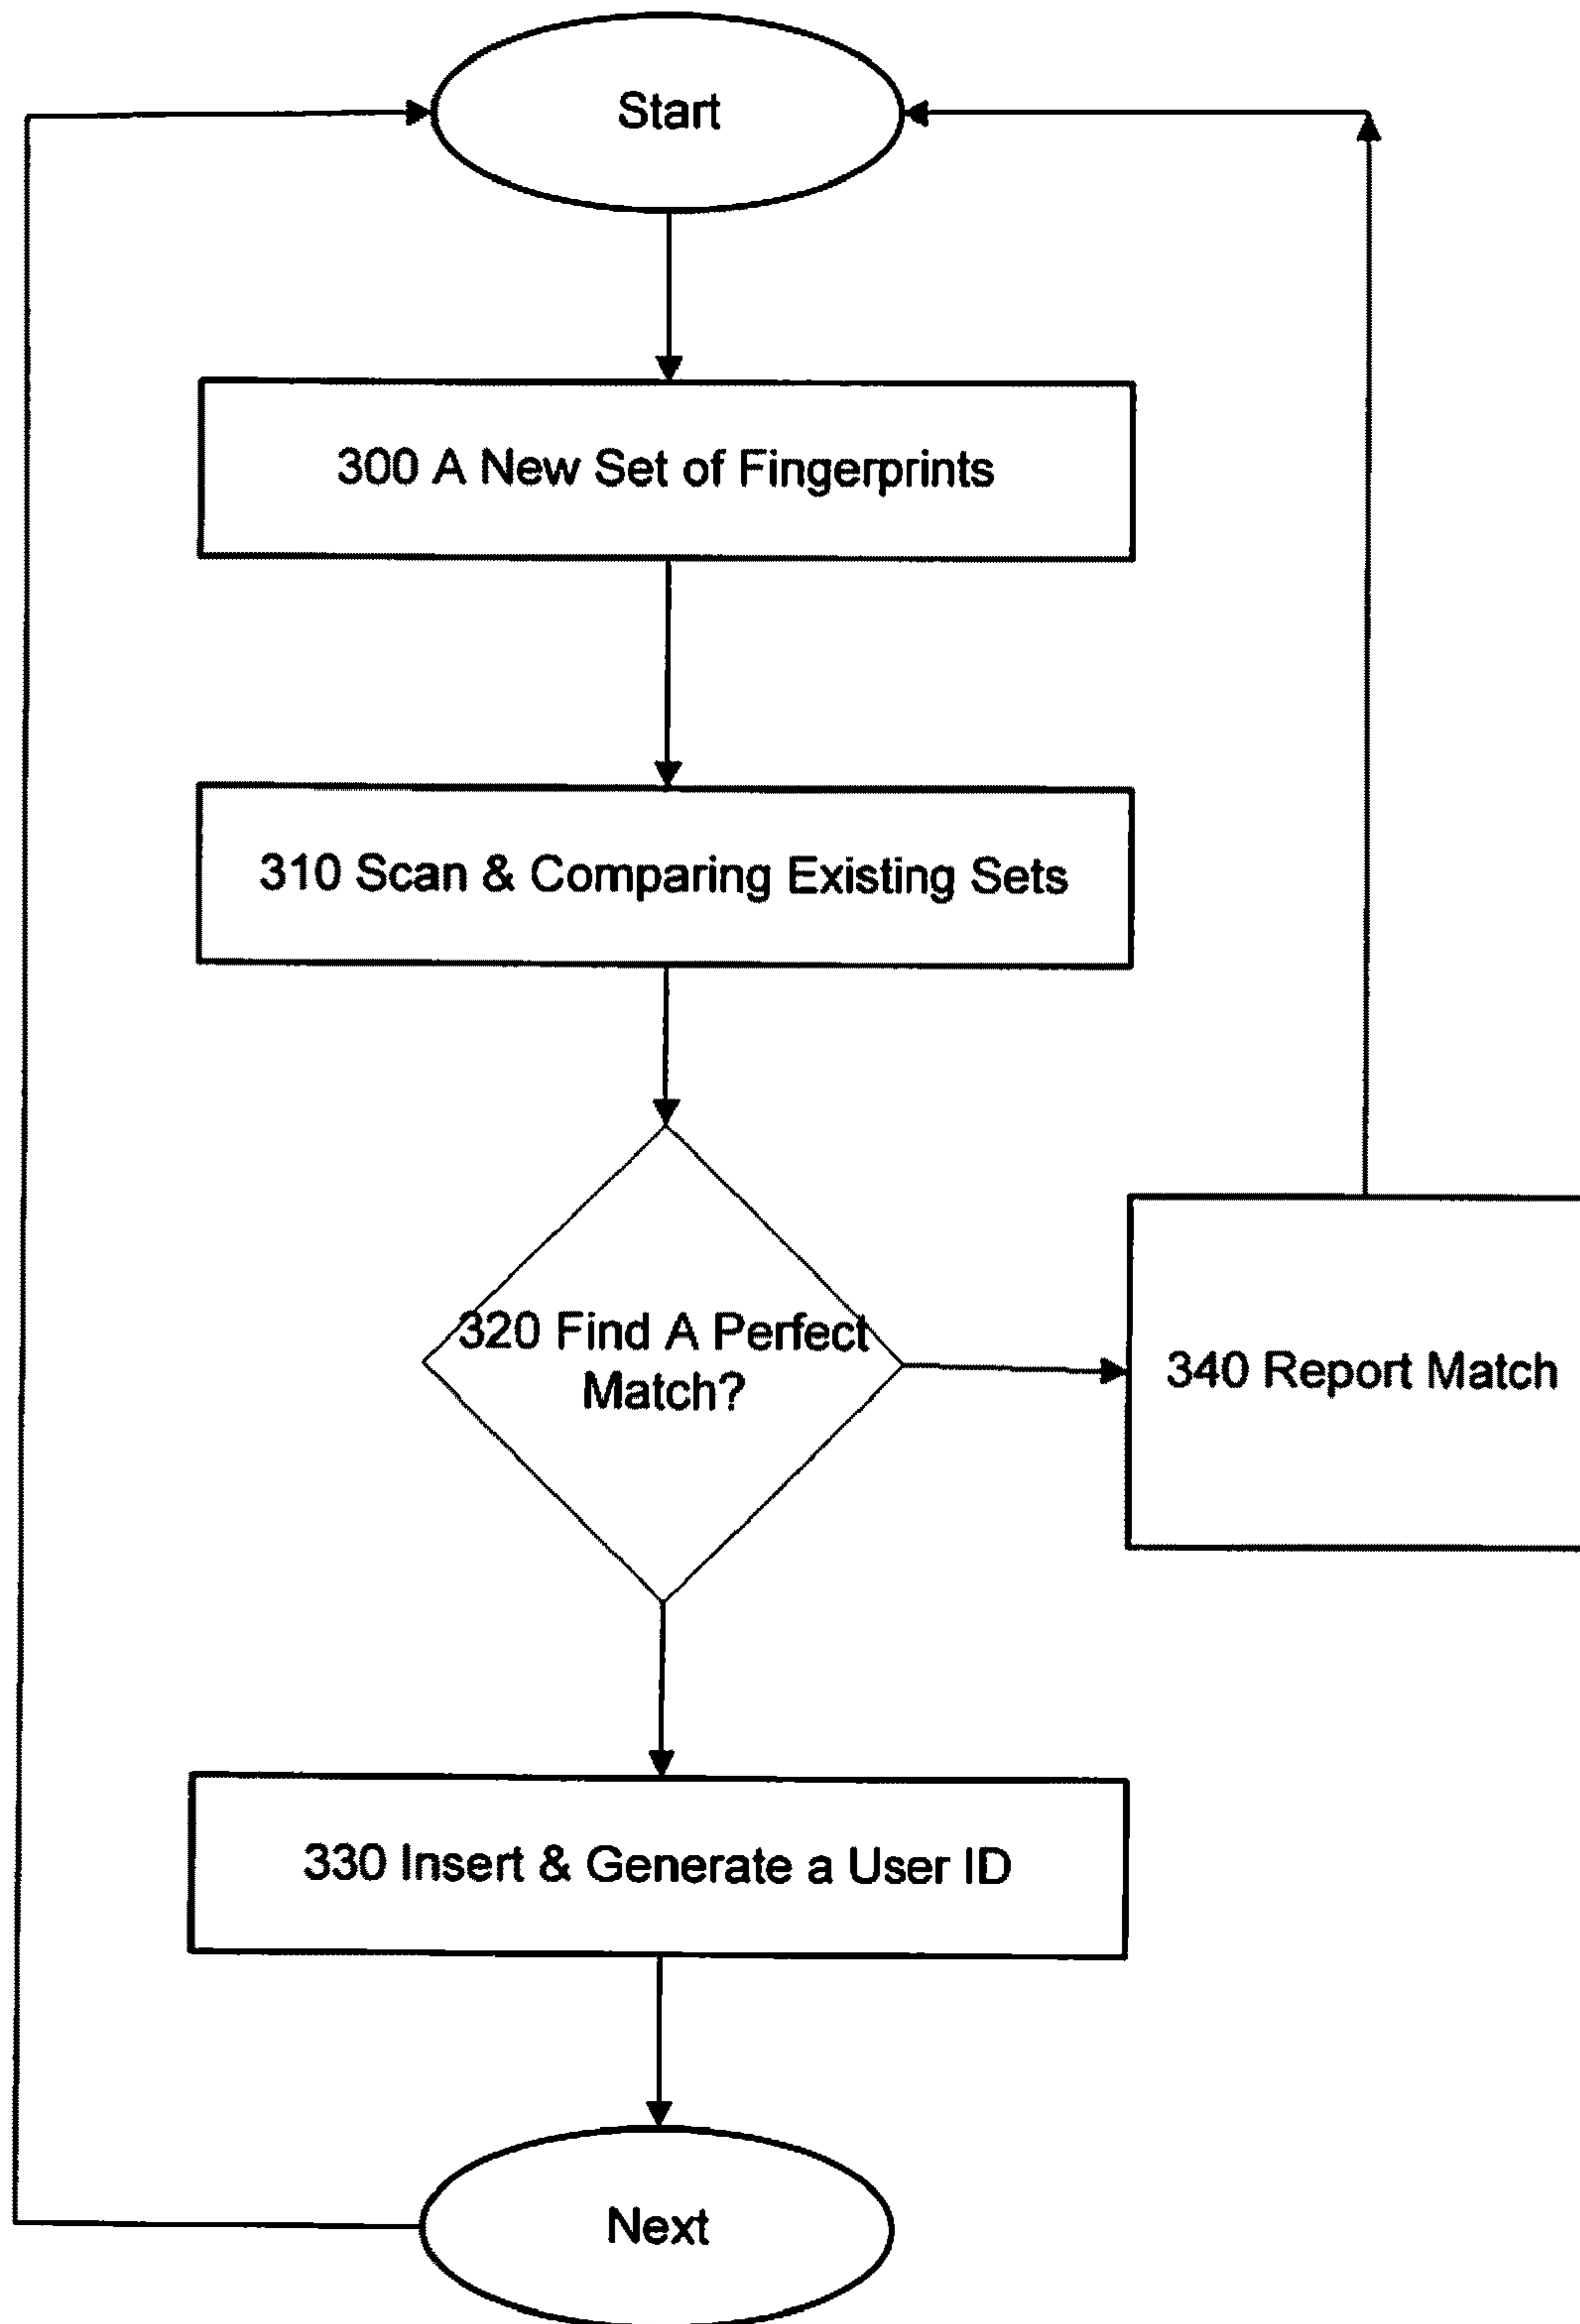 Start
300 A New Set of Fingerprints
310 Scan & Comparing Existing Sets
320 Find A Perfect
Match?
340 Report Match
330 Insert & Generate a User ID
Next